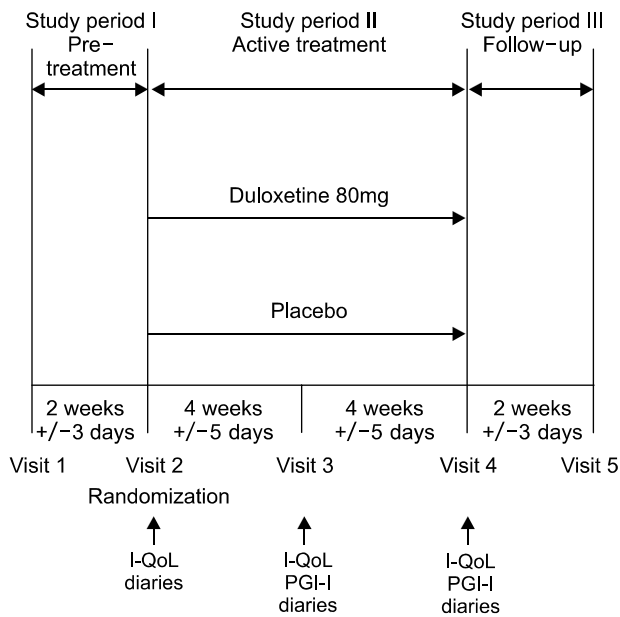 Study period I
Pre-
treatment
Study period II
Active treatment
Study period III
Follow-up
Duloxetine 80mg
Placebo
2 weeks
+/-3 days
4 weeks
+/-5 days
4 weeks
+/-5 days
2 weeks
+/-3 days
Visit 1
Visit 2
Visit 3
Visit 4
Visit 5
Randomization
I-QoL
diaries
I-QoL
PGI-I
diaries
I-QoL
PGI-I
diaries